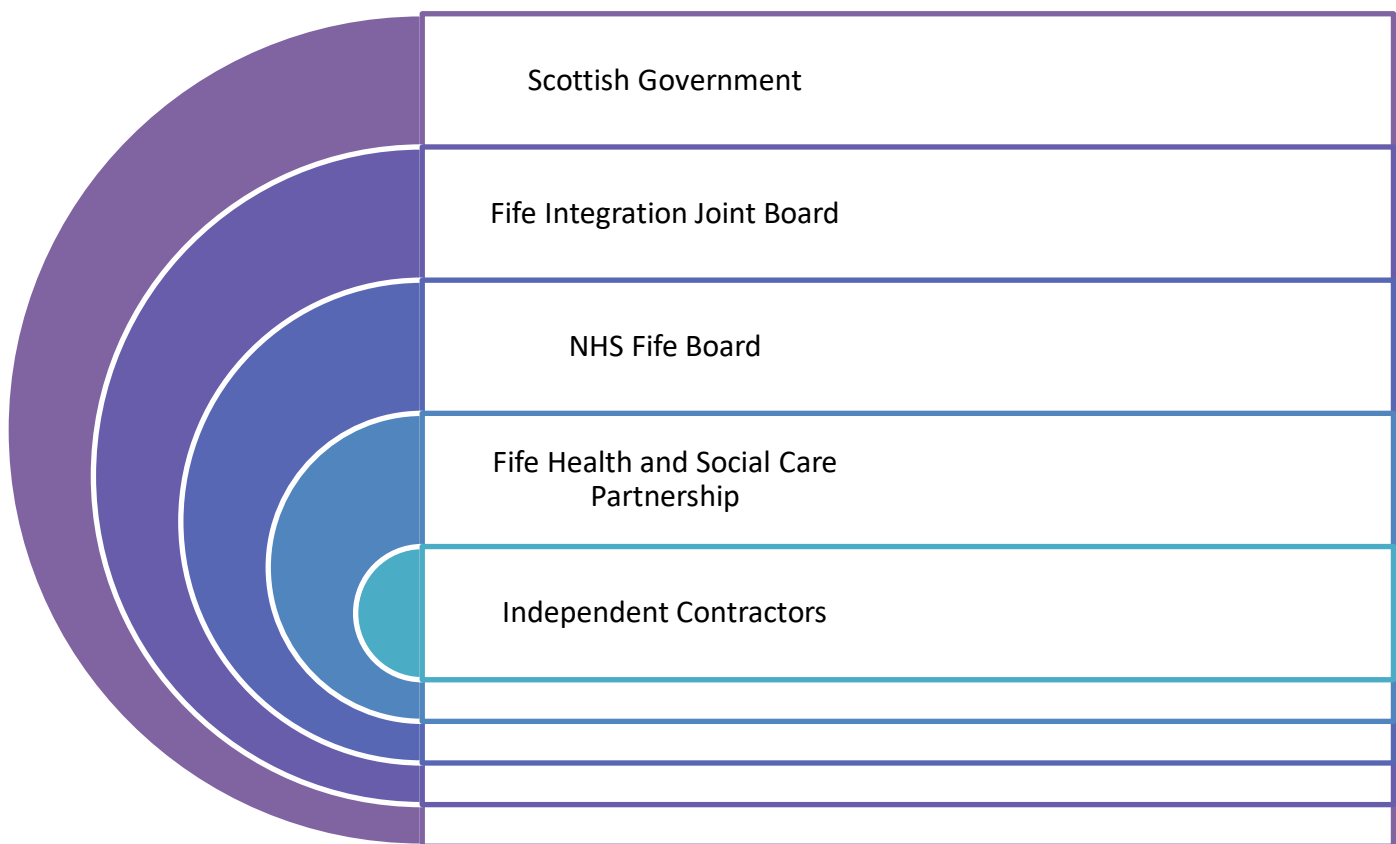 Scottish Government
Fife Integration Joint Board
NHS Fife Board
Fife Health and Social Care
Partnership
Independent Contractors